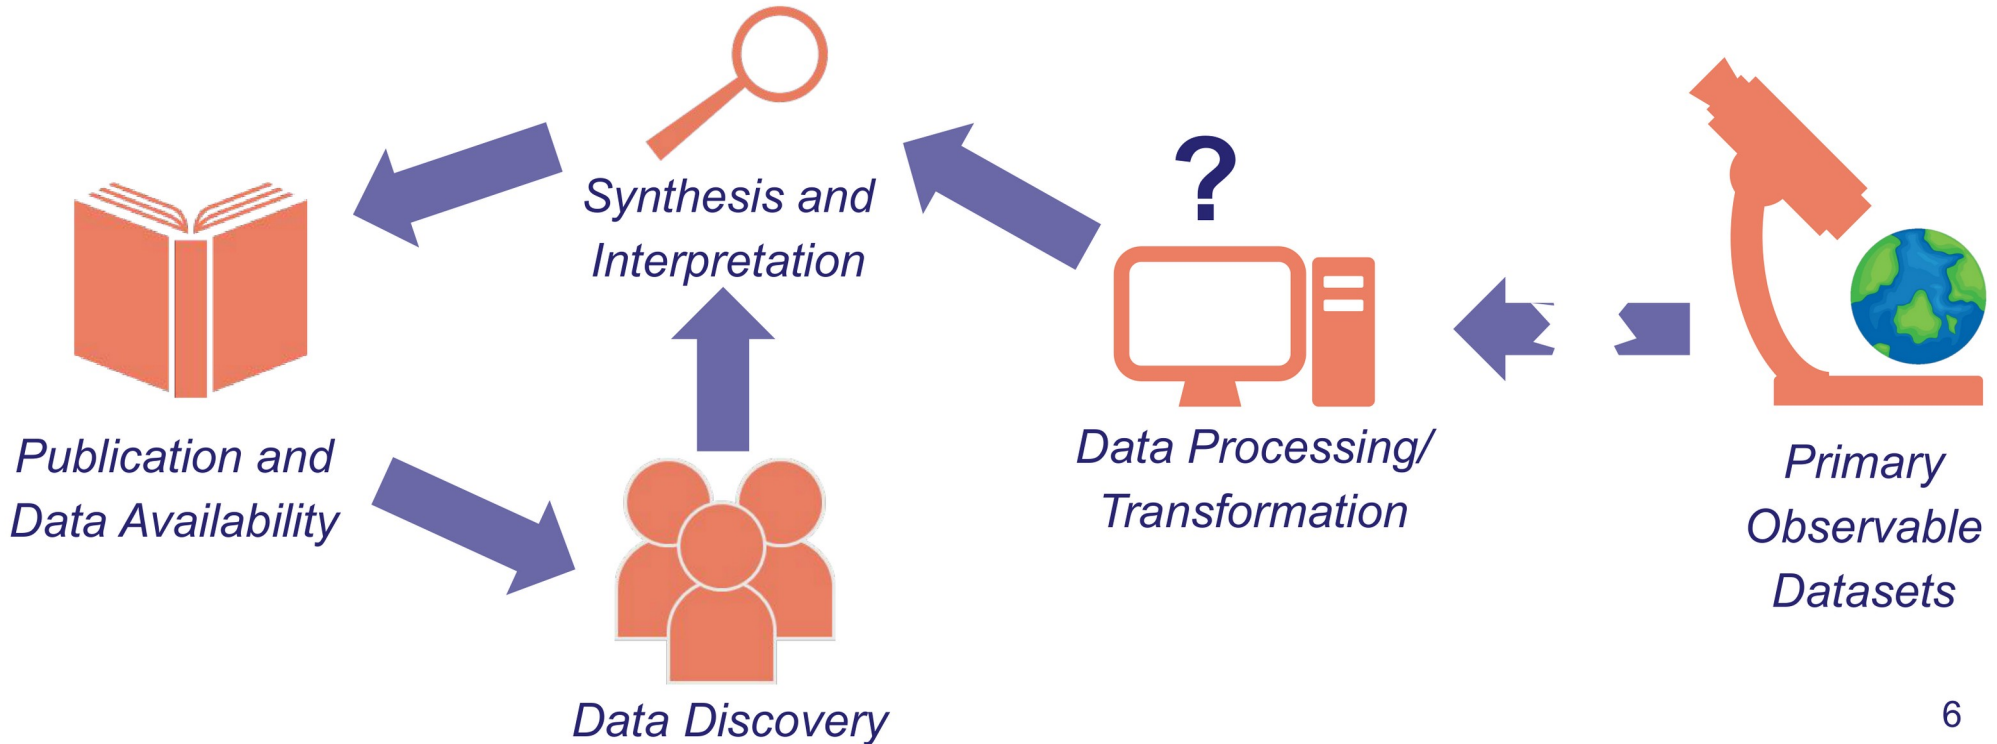 Synthesis and
Interpretation
?
Publication and
Data Availability
Data Processing/
Transformation
Primary
Observable
Datasets
Data Discovery
6